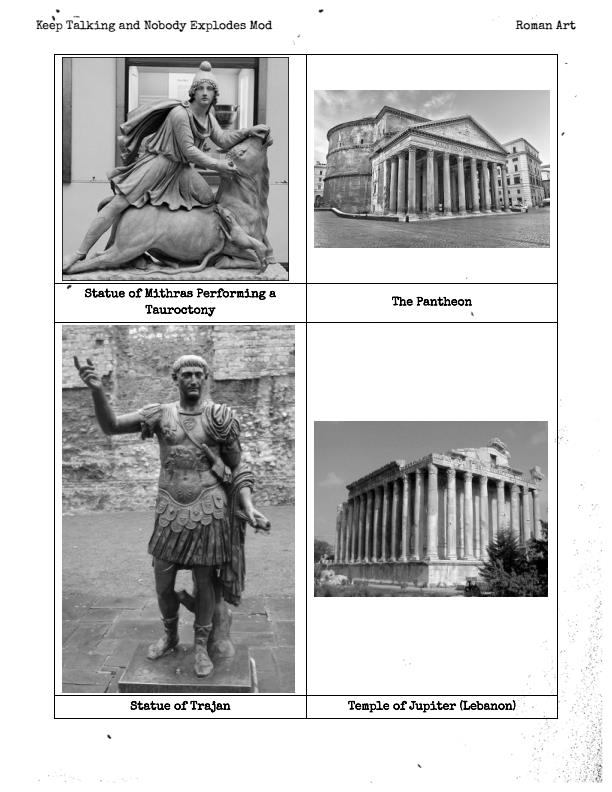 Keep Talking and Nobody Explodes Mod
Roman Art
Statue of Mithras Performing a
Tauroctony
The Pantheon
Statue of Trajan
Temple of Jupiter (Lebanon)